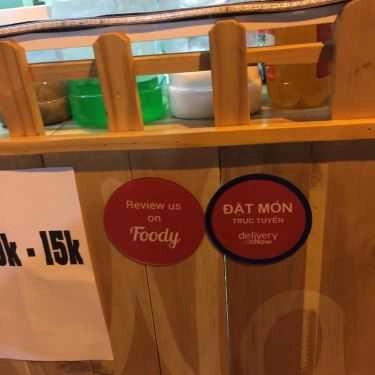 k - 15k
Review us
on
Foody
ĐẶT MÓN
TRỰC TUYẾN
delivery
Now